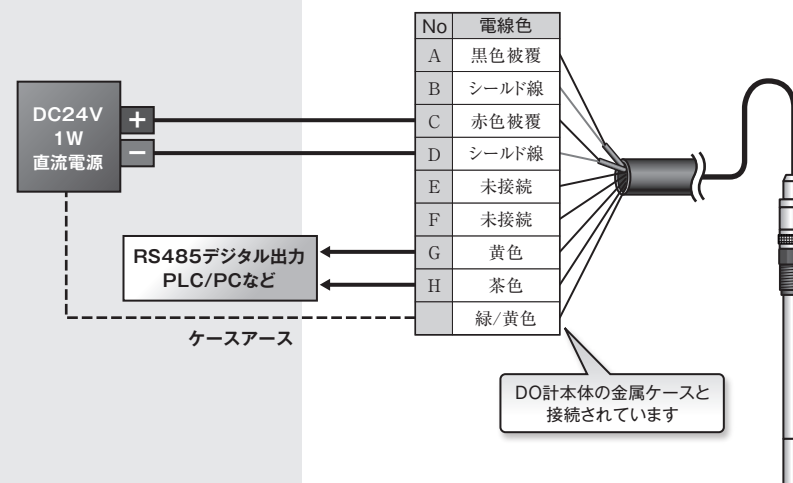 No 電線色
A 黒色被覆
B シールド線
C 赤色被覆
D シールド線
E 未接続
F 未接続
G 黄色
H 茶色
緑/黄色
DC24V
1W
直流電源
+
−
RS485デジタル出力
PLC/PCなど
ケースアース
DO計本体の金属ケースと
接続されています